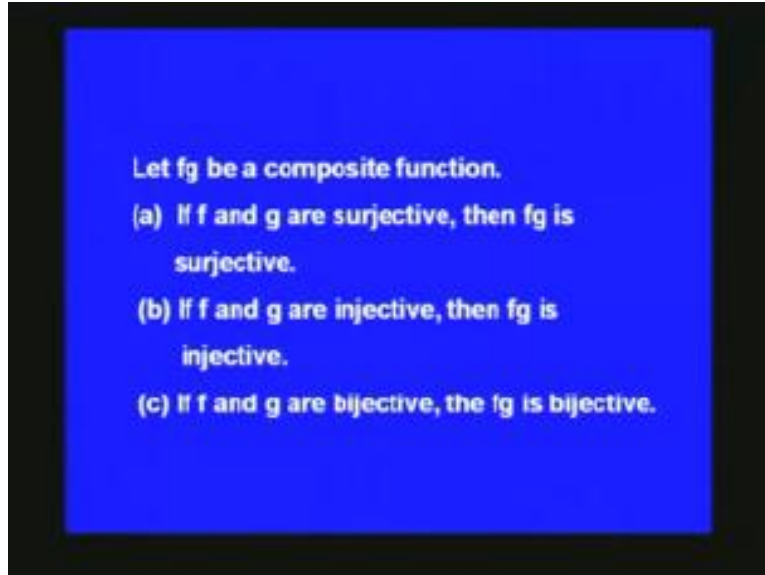 Let fg be a composite function.
(a) If f and g are surjective, then fg is
surjective.
(b) If f and g are injective, then fg is
injective.
(c) If f and g are bijective, the fg is bijective.